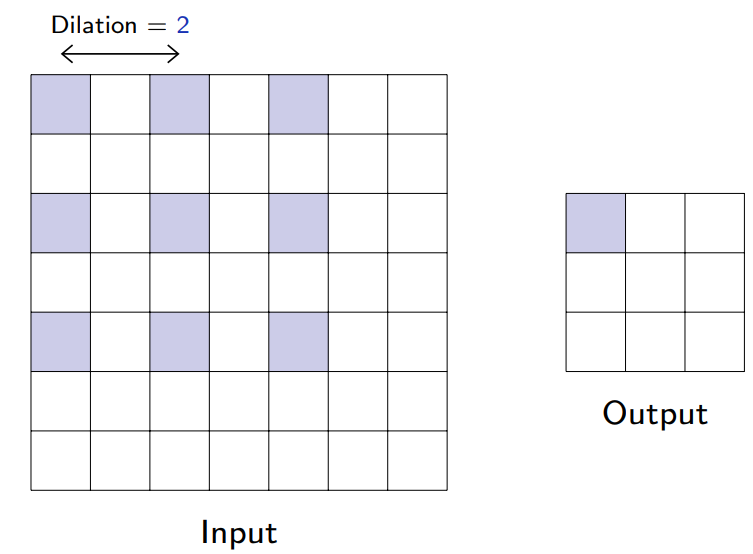 Dilation = 2
Output
Input